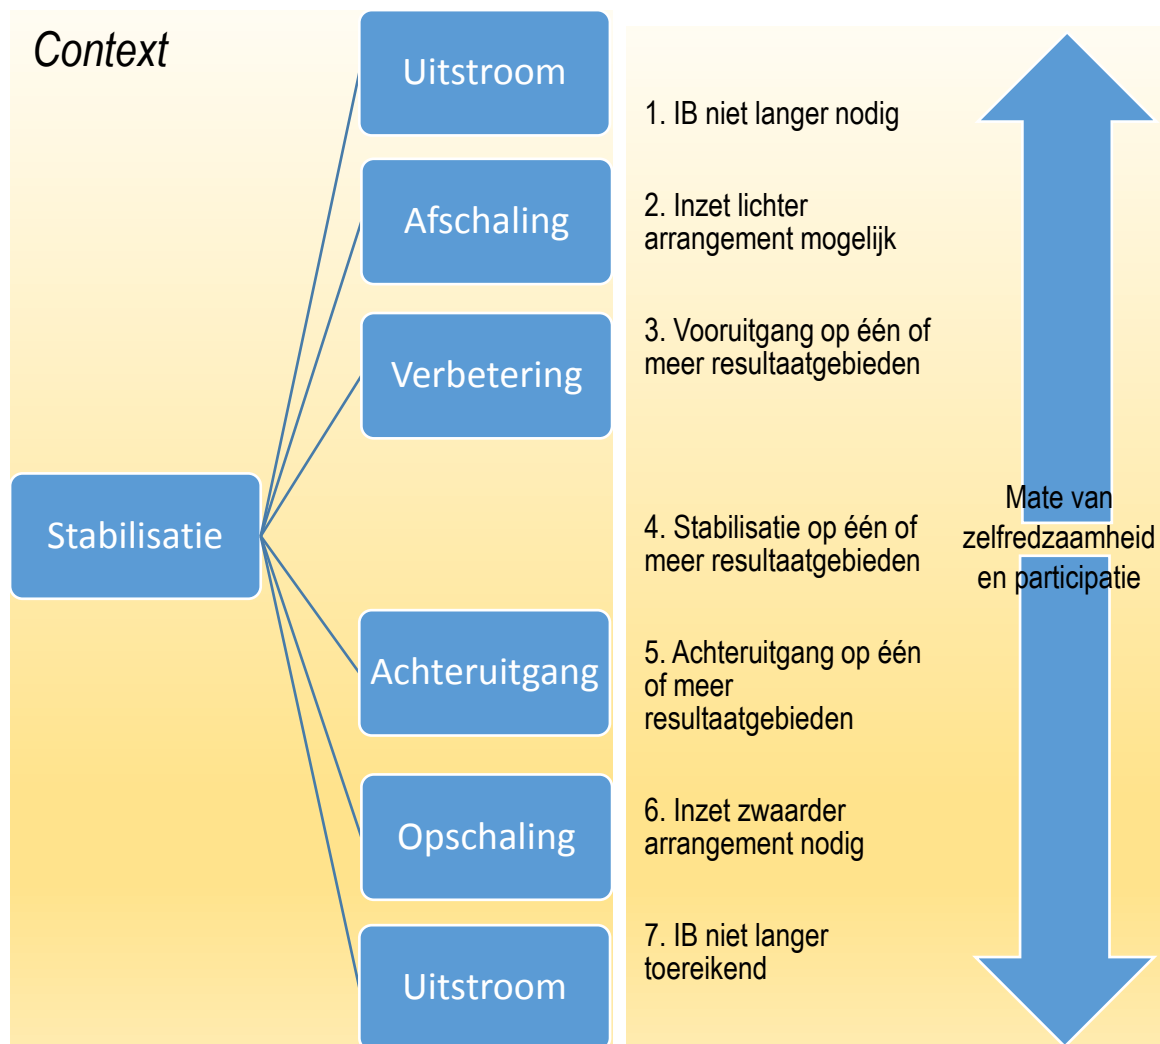 Context
Uitstroom
1. IB niet langer nodig
Afschaling
2. Inzet lichter
arrangement mogelijk
Verbetering
3. Vooruitgang op één of
meer resultaatgebieden
Stabilisatie
4. Stabilisatie op één of
meer resultaatgebieden
Mate van
zelfredzaamheid
en participatie
Achteruitgang
5. Achteruitgang op één
of meer
resultaatgebieden
Opschaling
6. Inzet zwaarder
arrangement nodig
Uitstroom
7. IB niet langer
toereikend